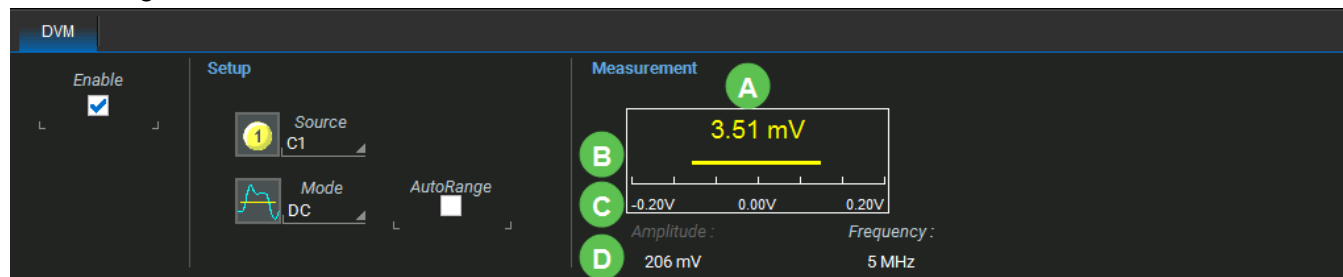 DVM
Enable
Setup
Source
1
C1
Mode
DC
AutoRange
Measurement
A
3.51 mV
B
C
-0.20V 0.00V 0.20V
Amplitude : Frequency :
D
206 mV 5 MHz